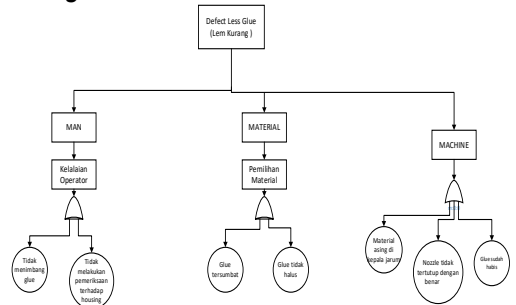 Defect Less Glue
(Lem Kurang )
MAN
MATERIAL
MACHINE
Kelalaian
Operator
Pemilihan
Material
Tidak
menimbang
glue
Tidak
melakukan
pemeriksaan
terhadap
housing
Glue
tersumbat
Glue tidak
halus
Material
asing di
kepala jarum
Nozzle tidak
tertutup dengan
benar
Glue sudah
habis